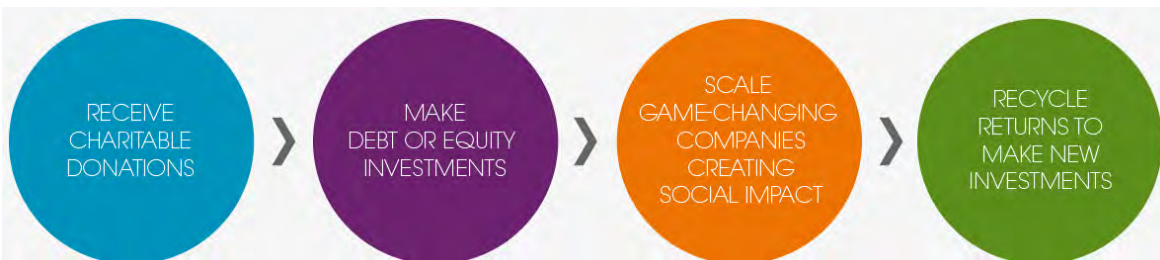 RECEIVE
CHARITABLE
DONATIONS
MAKE
DEBT OR EQUITY
INVESTMENTS
SCALE
GAME-CHANGING
COMPANIES
CREATING
SOCIAL IMPACT
RECYCLE
RETURNS TO
MAKE NEW
INVESTMENTS